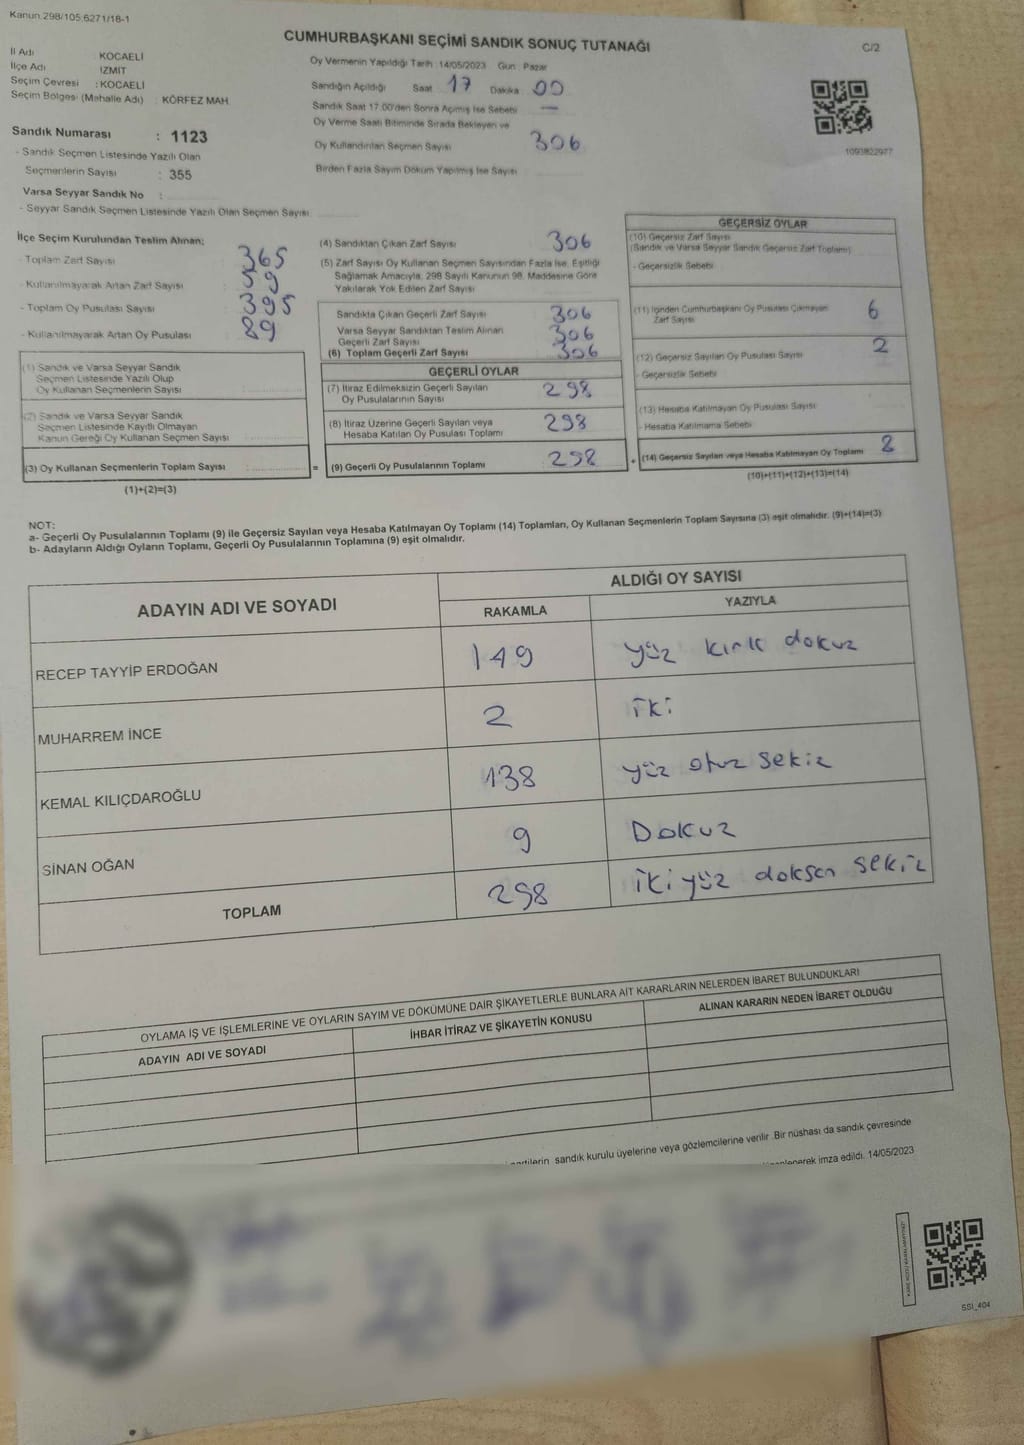 Kanun.298/105,6271/18-1
CUMHURBAŞKANI SEÇİMİ SANDIK SONUÇ TUTANAĞI
C/2
İl Adı : KOCAELİ
İlçe Adı : İZMİT
Seçim Çevresi : KOCAELİ
Seçim Bölgesi (Mahalle Adı) : KÖRFEZ MAH.
Oy Vermenin Yapıldığı Tarih :14/05/2023 Gün : Pazar
Sandığın Açıldığı Saat 17 Dakika 00
Sandık Saat 17.00'den Sonra Açılmış İse Sebebi —
Oy Verme Saati Bitiminde Sırada Bekleyen ve
Oy Kullandırılan Seçmen Sayısı 306
Birden Fazla Sayım Döküm Yapılmış İse Sayısı
1093822977
Sandık Numarası : 1123
- Sandık Seçmen Listesinde Yazılı Olan
Seçmenlerin Sayısı : 355
Varsa Seyyar Sandık No :
- Seyyar Sandık Seçmen Listesinde Yazılı Olan Seçmen Sayısı
İlçe Seçim Kurulundan Teslim Alınan;
- Toplam Zarf Sayısı 365
- Kullanılmayarak Artan Zarf Sayısı 59
- Toplam Oy Pusulası Sayısı 395
- Kullanılmayarak Artan Oy Pusulası 89
(1) Sandık ve Varsa Seyyar Sandık
Seçmen Listesinde Yazılı Olup
Oy Kullanan Seçmenlerin Sayısı
(2) Sandık ve Varsa Seyyar Sandık
Seçmen Listesinde Kayıtlı Olmayan
Kanun Gereği Oy Kullanan Seçmen Sayısı
(3) Oy Kullanan Seçmenlerin Toplam Sayısı
=
(1)+(2)=(3)
(4) Sandıktan Çıkan Zarf Sayısı 306
(5) Zarf Sayısı Oy Kullanan Seçmen Sayısından Fazla İse, Eşitliği
Sağlamak Amacıyla, 298 Sayılı Kanunun 98. Maddesine Göre
Yakılarak Yok Edilen Zarf Sayısı
Sandıkta Çıkan Geçerli Zarf Sayısı 306
Varsa Seyyar Sandıktan Teslim Alınan
Geçerli Zarf Sayısı 306
(6) Toplam Geçerli Zarf Sayısı 306
GEÇERLİ OYLAR
(7) İtiraz Edilmeksizin Geçerli Sayılan
Oy Pusulalarının Sayısı 298
(8) İtiraz Üzerine Geçerli Sayılan veya
Hesaba Katılan Oy Pusulası Toplamı 298
(9) Geçerli Oy Pusulalarının Toplamı 298
+
GEÇERSİZ OYLAR
(10) Geçersiz Zarf Sayısı
(Sandık ve Varsa Seyyar Sandık Geçersiz Zarf Toplamı)
- Geçersizlik Sebebi
(11) İçinden Cumhurbaşkanı Oy Pusulası Çıkmayan
Zarf Sayısı 6
(12) Geçersiz Sayılan Oy Pusulası Sayısı 2
- Geçersizlik Sebebi
(13) Hesaba Katılmayan Oy Pusulası Sayısı
- Hesaba Katılmama Sebebi
(14) Geçersiz Sayılan veya Hesaba Katılmayan Oy Toplamı 8
(10)+(11)+(12)+(13)=(14)
NOT:
a- Geçerli Oy Pusulalarının Toplamı (9) ile Geçersiz Sayılan veya Hesaba Katılmayan Oy Toplamı (14) Toplamları, Oy Kullanan Seçmenlerin Toplam Sayısına (3) eşit olmalıdır. (9)+(14)=(3)
b- Adayların Aldığı Oyların Toplamı, Geçerli Oy Pusulalarının Toplamına (9) eşit olmalıdır.
ADAYIN ADI VE SOYADI
ALDIĞI OY SAYISI
RAKAMLA YAZIYLA
RECEP TAYYİP ERDOĞAN 149 yüz kırk dokuz
MUHARREM İNCE 2 iki
KEMAL KILIÇDAROĞLU 138 yüz otuz sekiz
SİNAN OĞAN 9 Dokuz
TOPLAM 298 iki yüz doksan sekiz
OYLAMA İŞ VE İŞLEMLERİNE VE OYLARIN SAYIM VE DÖKÜMÜNE DAİR ŞİKAYETLERLE BUNLARA AİT KARARLARIN NELERDEN İBARET BULUNDUKLARI
ADAYIN ADI VE SOYADI
İHBAR İTİRAZ VE ŞİKAYETİN KONUSU
ALINAN KARARIN NEDEN İBARET OLDUĞU
sandık kurulu üyelerine veya gözlemcilerine verilir. Bir nüshası da sandık çevresinde
imza edildi. 14/05/2023
SSI_404